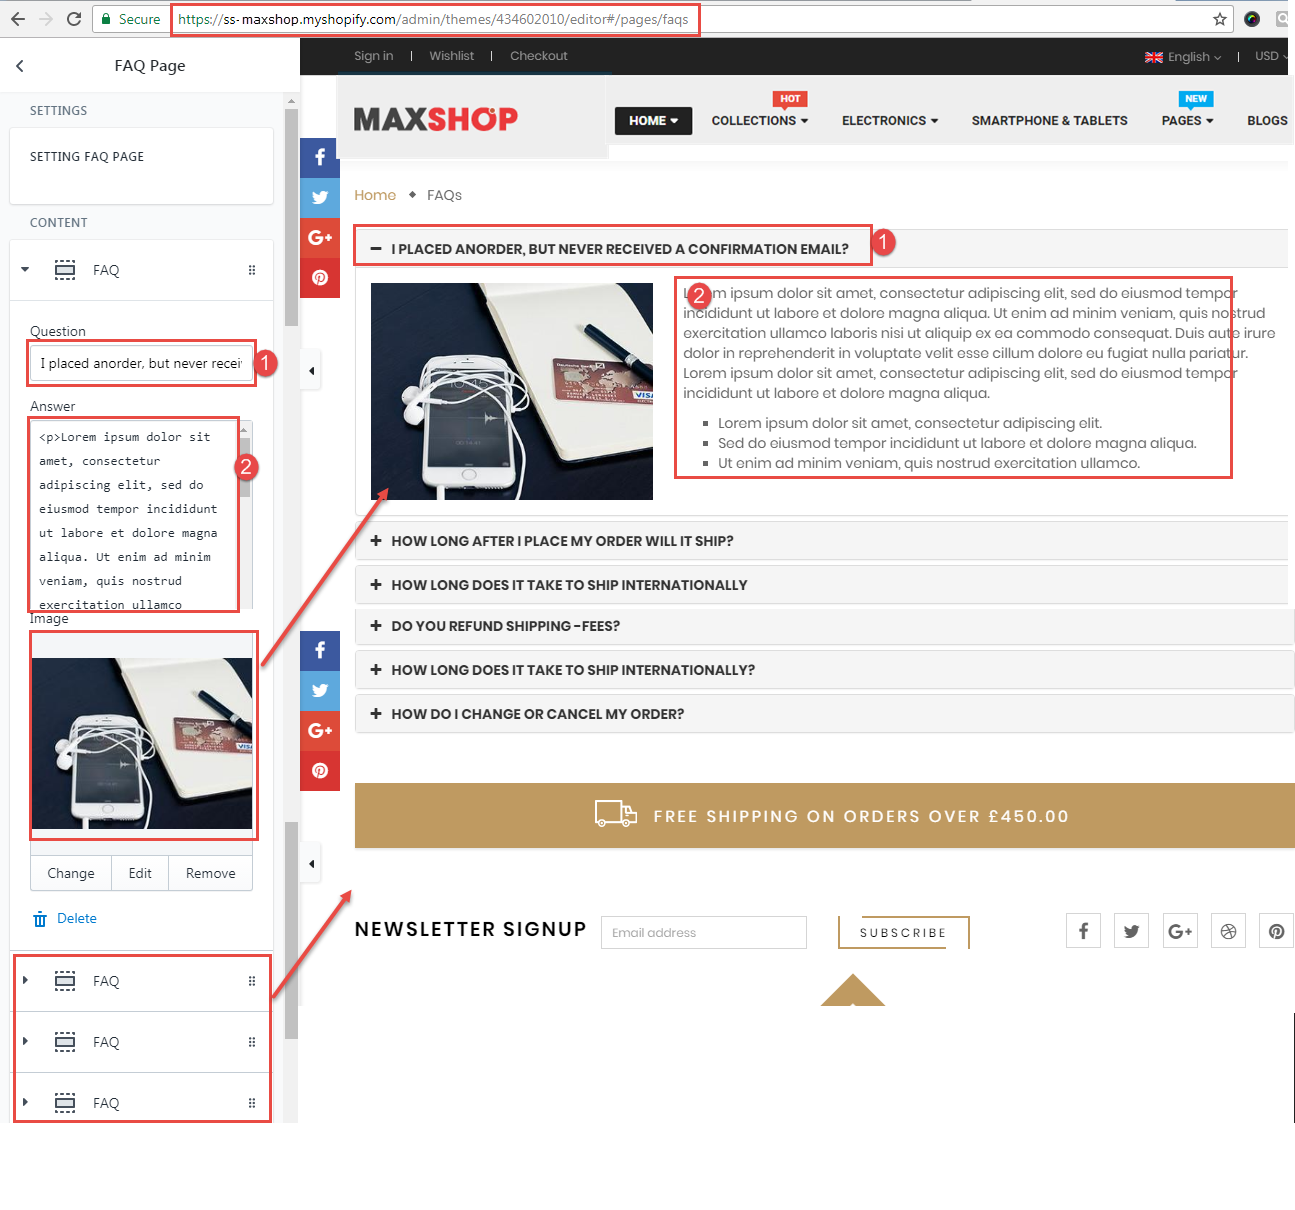 Secure https://ss-maxshop.myshopify.com/admin/themes/434602010/editor#/pages/faqs
FAQ Page
SETTINGS
SETTING FAQ PAGE
CONTENT
FAQ
Question
I placed anorder, but never recei
1
Answer
<p>Lorem ipsum dolor sit
amet, consectetur
adipiscing elit, sed do
eiusmod tempor incididunt
ut labore et dolore magna
aliqua. Ut enim ad minim
veniam, quis nostrud
exercitation ullamco
2
Image
Change Edit Remove
Delete
FAQ
FAQ
FAQ
Sign in | Wishlist | Checkout English | USD
MAXSHOP
HOT NEW
HOME COLLECTIONS ELECTRONICS SMARTPHONE & TABLETS PAGES BLOGS
Home FAQs
I PLACED ANORDER, BUT NEVER RECEIVED A CONFIRMATION EMAIL?
1
2
ipsum dolor sit amet, consectetur adipiscing elit, sed do eiusmod tempor
incididunt ut labore et dolore magna aliqua. Ut enim ad minim veniam, quis nostrud
exercitation ullamco laboris nisi ut aliquip ex ea commodo consequat. Duis aute irure
dolor in reprehenderit in voluptate velit esse cillum dolore eu fugiat nulla pariatur.
Lorem ipsum dolor sit amet, consectetur adipiscing elit, sed do eiusmod tempor
incididunt ut labore et dolore magna aliqua.
Lorem ipsum dolor sit amet, consectetur adipiscing elit.
Sed do eiusmod tempor incididunt ut labore et dolore magna aliqua.
Ut enim ad minim veniam, quis nostrud exercitation ullamco.
HOW LONG AFTER I PLACE MY ORDER WILL IT SHIP?
HOW LONG DOES IT TAKE TO SHIP INTERNATIONALLY
DO YOU REFUND SHIPPING -FEES?
HOW LONG DOES IT TAKE TO SHIP INTERNATIONALLY?
HOW DO I CHANGE OR CANCEL MY ORDER?
FREE SHIPPING ON ORDERS OVER £450.00
NEWSLETTER SIGNUP Email address SUBSCRIBE